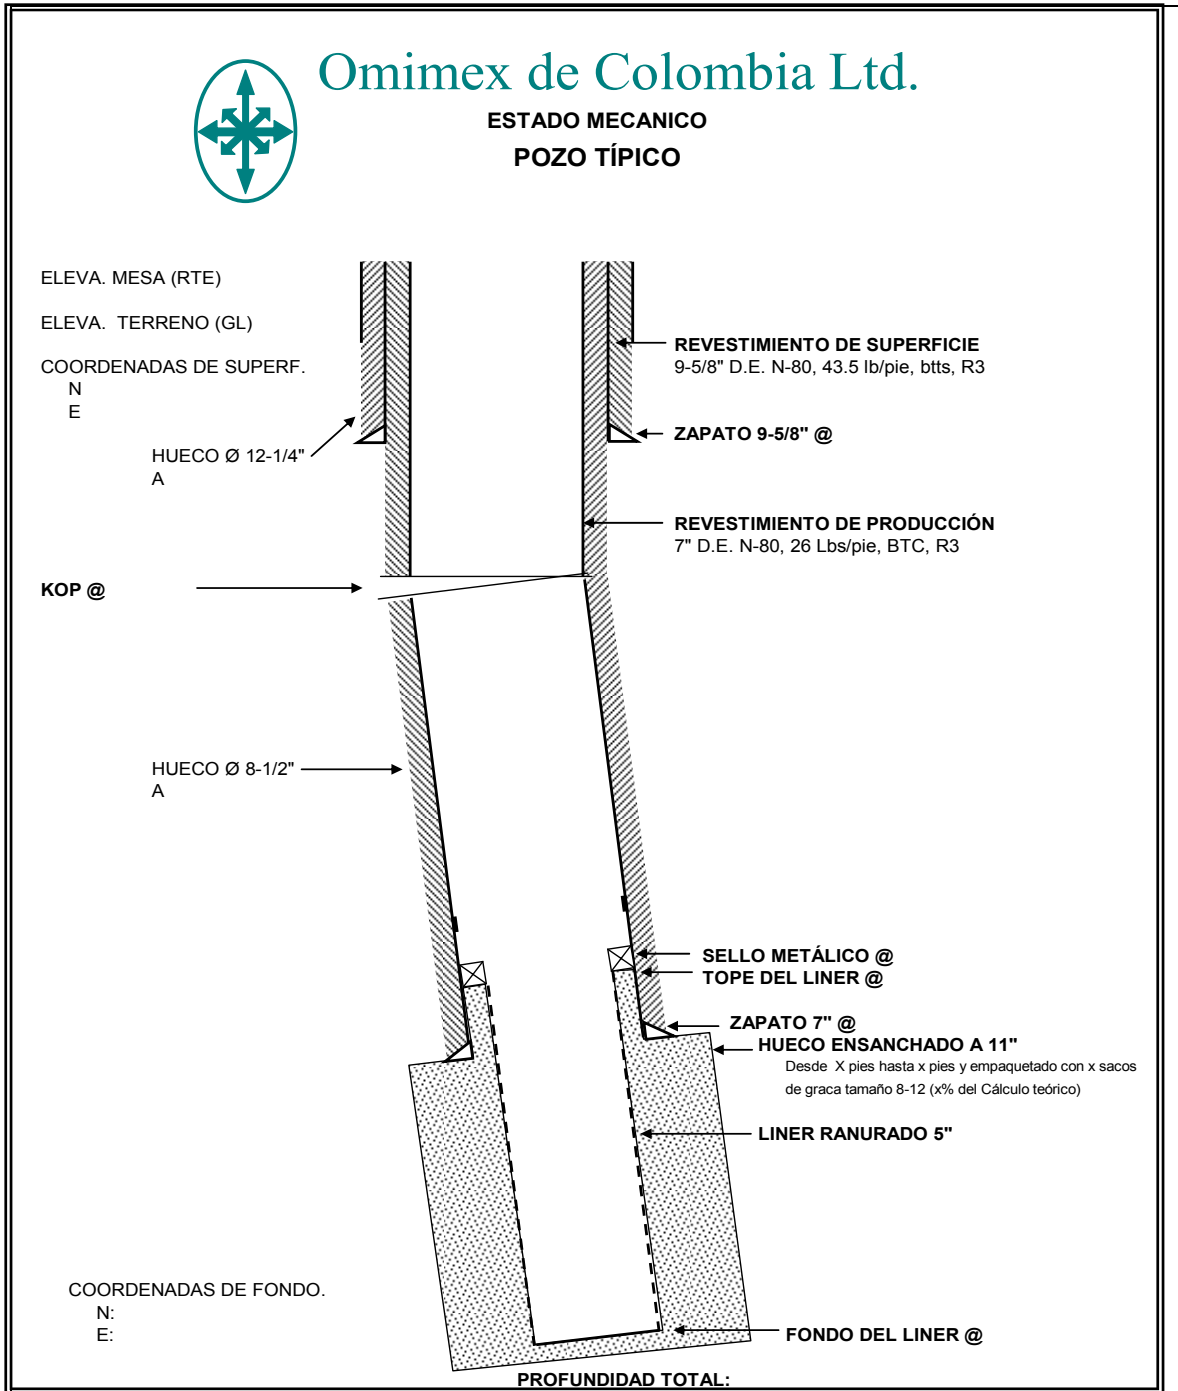 Omimex de Colombia Ltd.
ESTADO MECANICO
POZO TÍPICO
ELEVA. MESA (RTE)
ELEVA. TERRENO (GL)
COORDENADAS DE SUPERF.
N
E
REVESTIMIENTO DE SUPERFICIE
9-5/8" D.E. N-80, 43.5 lb/pie, btts, R3
ZAPATO 9-5/8" @
HUECO Ø 12-1/4"
A
REVESTIMIENTO DE PRODUCCIÓN
7" D.E. N-80, 26 Lbs/pie, BTC, R3
KOP @
HUECO Ø 8-1/2"
A
SELLO METÁLICO @
TOPE DEL LINER @
ZAPATO 7" @
HUECO ENSANCHADO A 11"
Desde X pies hasta x pies y empaquetado con x sacos
de graca tamaño 8-12 (x% del Cálculo teórico)
LINER RANURADO 5"
COORDENADAS DE FONDO.
N:
E:
FONDO DEL LINER @
PROFUNDIDAD TOTAL: